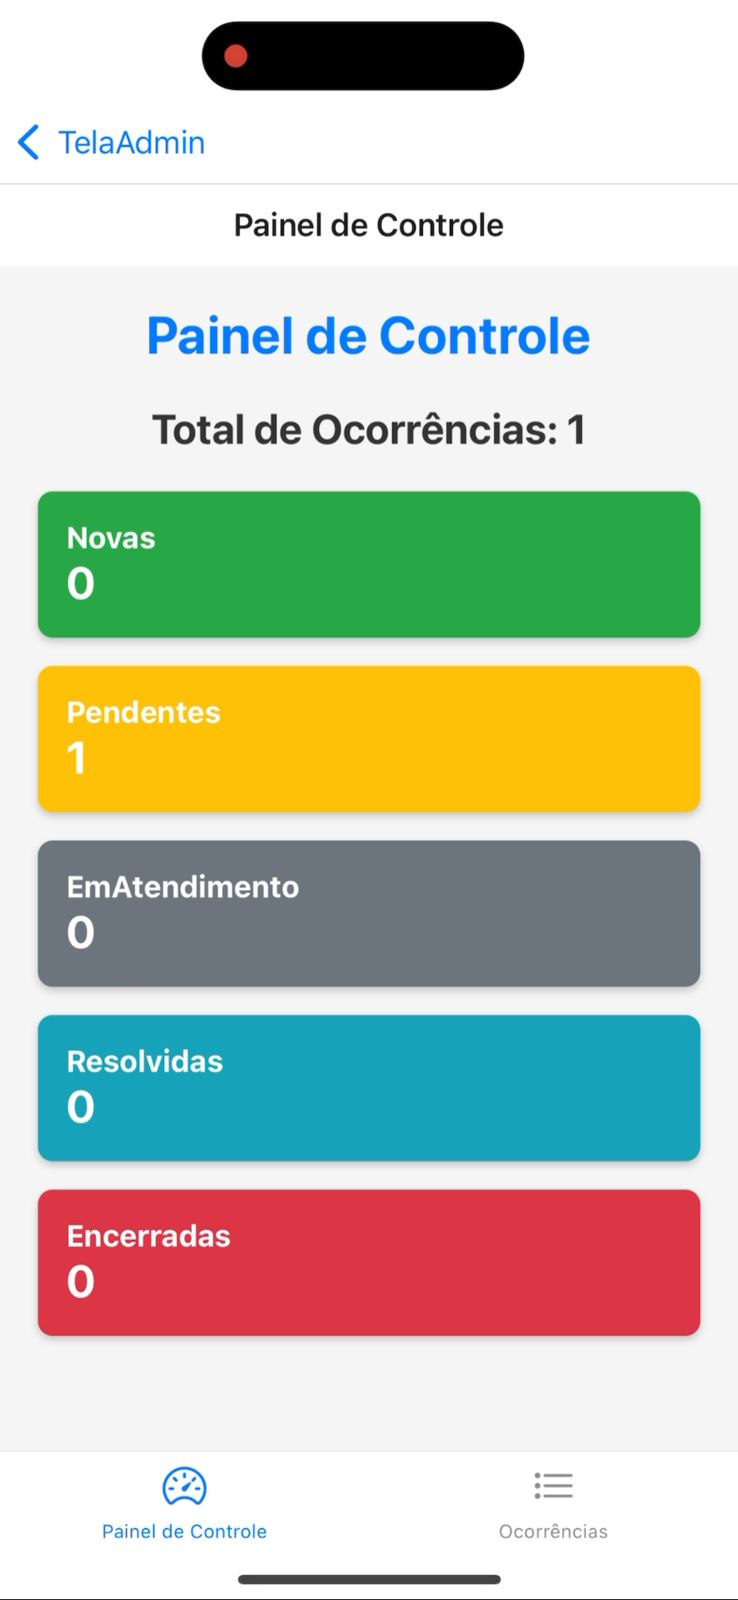 TelaAdmin
Painel de Controle
Painel de Controle
Total de Ocorrências: 1
Novas
0
Pendentes
1
EmAtendimento
0
Resolvidas
0
Encerradas
0
Painel de Controle
Ocorrências